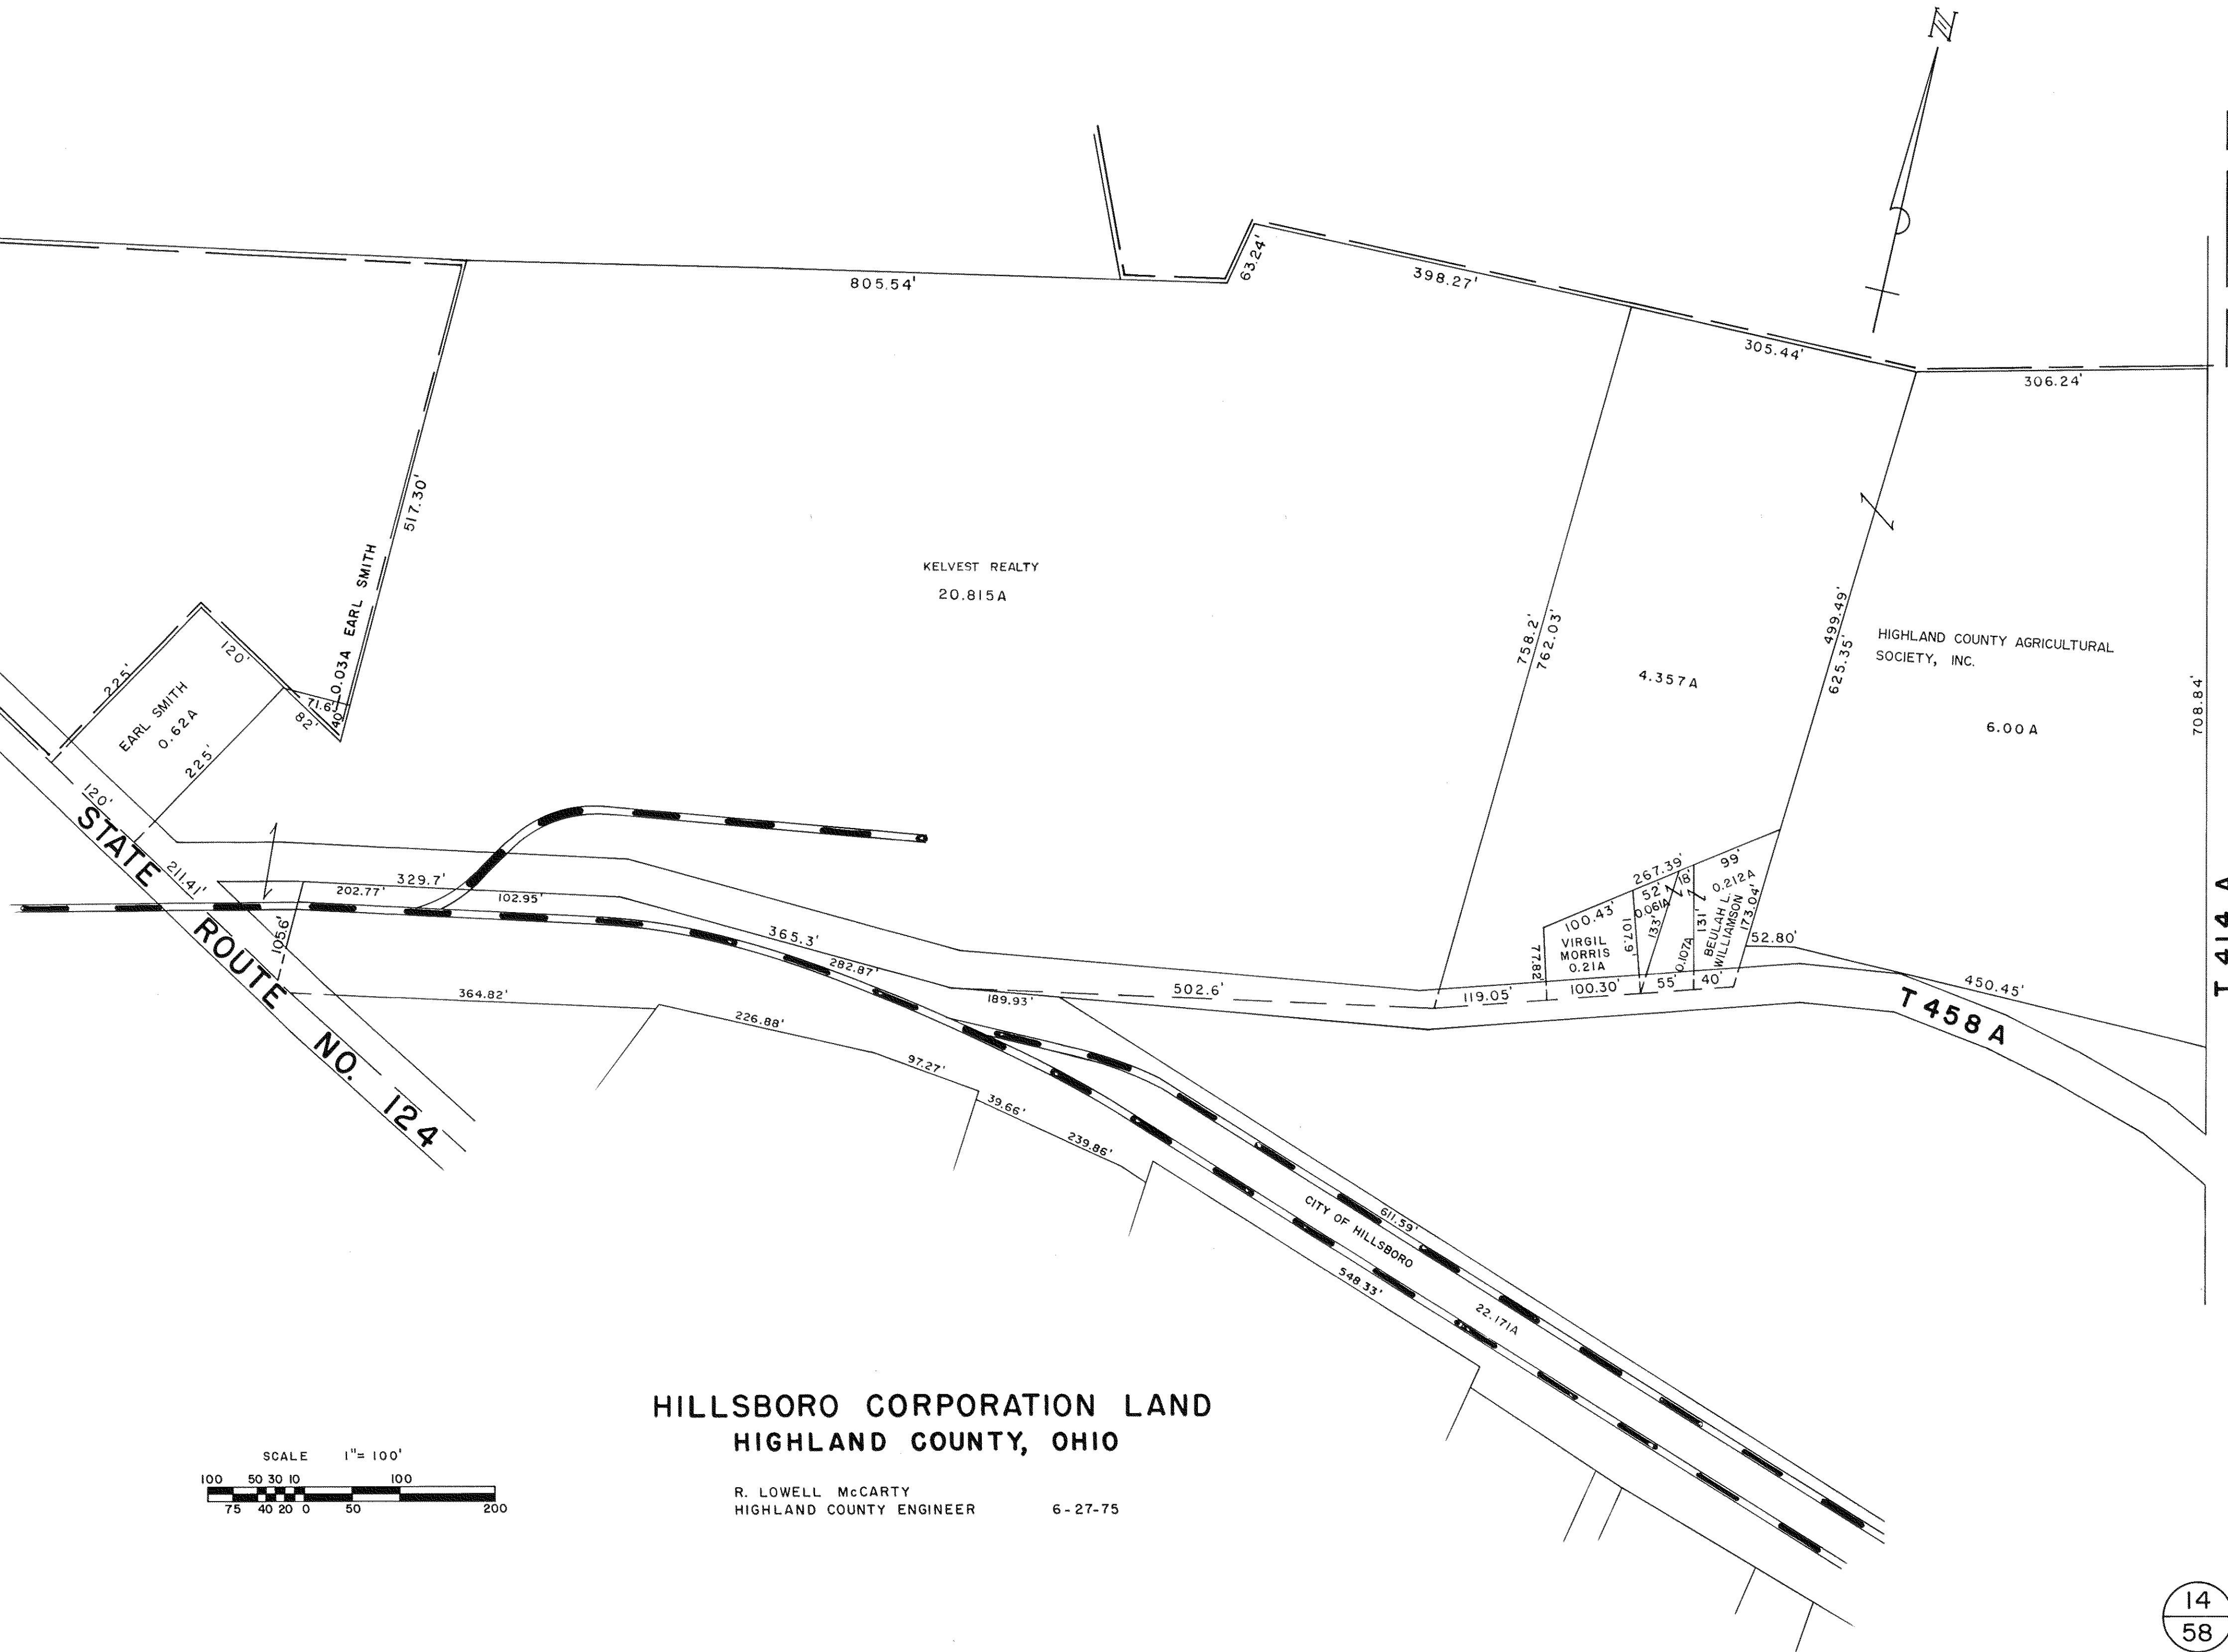 N
805.54'
63.24'
398.27'
305.44'
306.24'
517.30'
0.03A EARL SMITH
KELVEST REALTY
20.815A
758.2'
762.03'
4.357A
499.49'
625.35'
HIGHLAND COUNTY AGRICULTURAL
SOCIETY, INC.
6.00A
708.84'
225'
120'
EARL SMITH
0.62A
225'
71.6'
82'
40'
120'
211.41'
STATE ROUTE NO. 124
329.7'
202.77'
102.95'
105.6'
364.82'
365.3'
282.87'
189.93'
502.6'
226.88'
97.27'
39.66'
239.86'
119.05'
100.30'
55'
40'
267.39'
99'
18'
52'
0.212A
0.061A
100.43'
107.9'
133'
131'
0.107A
BEULAH L.
WILLIAMSON
173.04'
VIRGIL
MORRIS
0.21A
77.82'
52.80'
450.45'
T 458 A
T 414 A
611.59'
CITY OF HILLSBORO
548.33'
22.171A
HILLSBORO CORPORATION LAND
HIGHLAND COUNTY, OHIO
R. LOWELL McCARTY
HIGHLAND COUNTY ENGINEER 6-27-75
SCALE 1"= 100'
100 50 30 10 100
75 40 20 0 50 200
14
58